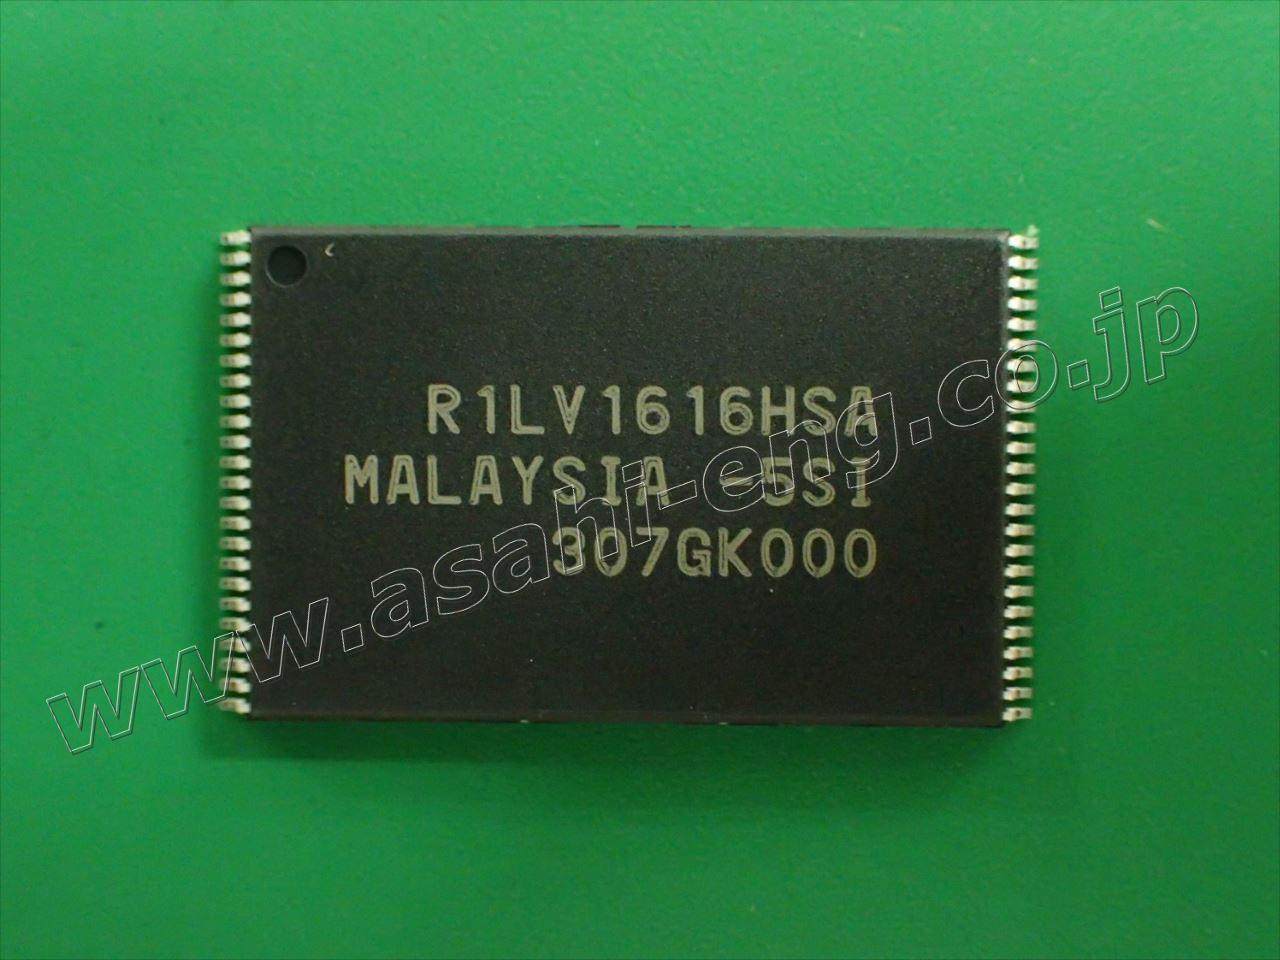 R1LV1616HSA
MALAYSIA -5SI
307GK000
www.asahi-eng.co.jp